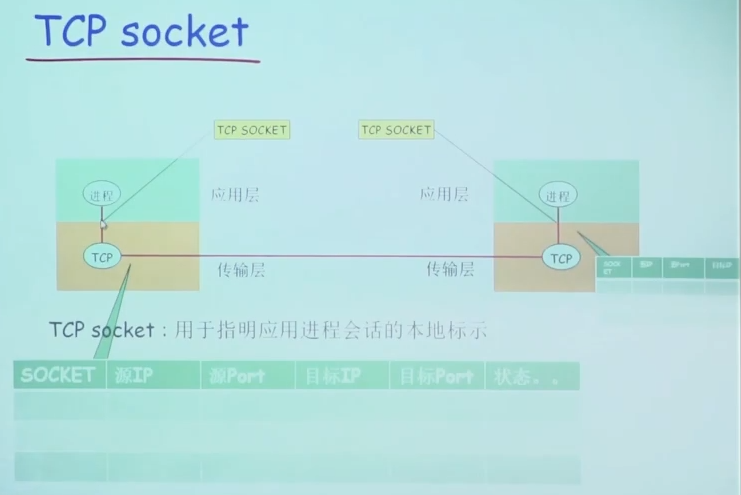 TCP socket
TCP SOCKET
TCP SOCKET
进程
应用层
应用层
进程
TCP
传输层
传输层
TCP
SOCKET
源IP
源Port
目标IP
TCP socket：用于指明应用进程会话的本地标示
SOCKET 源IP 源Port 目标IP 目标Port 状态。。